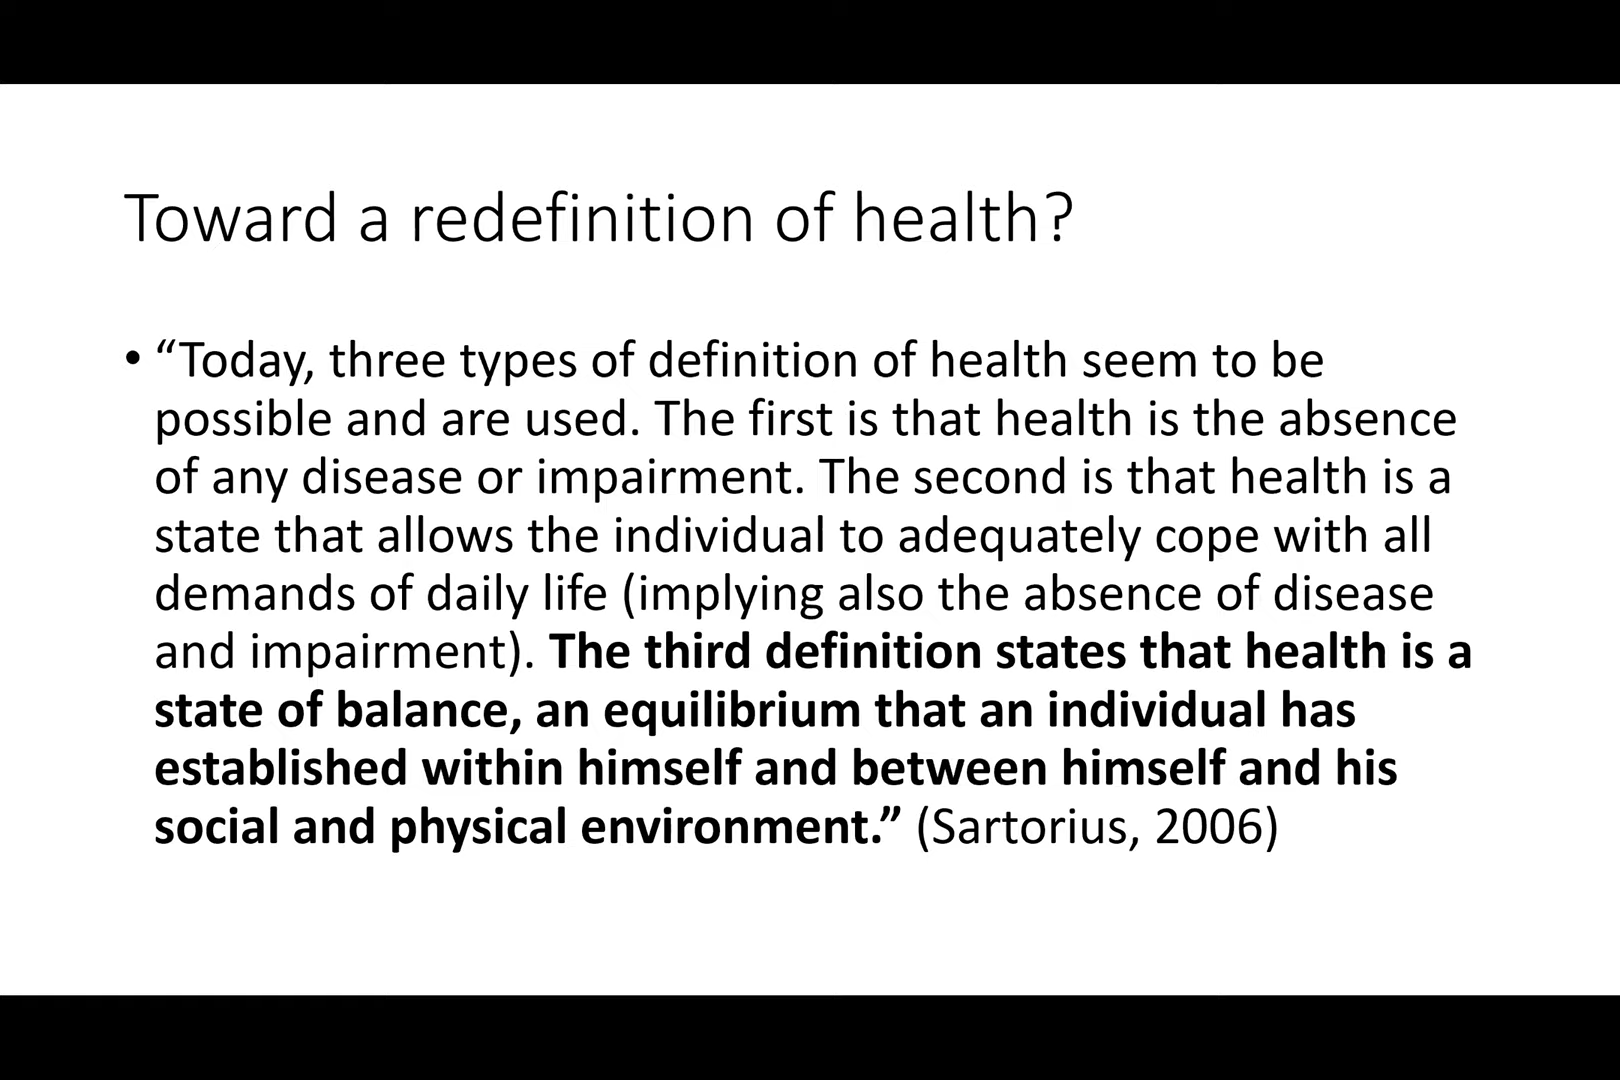 Toward a redefinition of health?
• “Today, three types of definition of health seem to be
possible and are used. The first is that health is the absence
of any disease or impairment. The second is that health is a
state that allows the individual to adequately cope with all
demands of daily life (implying also the absence of disease
and impairment). The third definition states that health is a
state of balance, an equilibrium that an individual has
established within himself and between himself and his
social and physical environment.” (Sartorius, 2006)